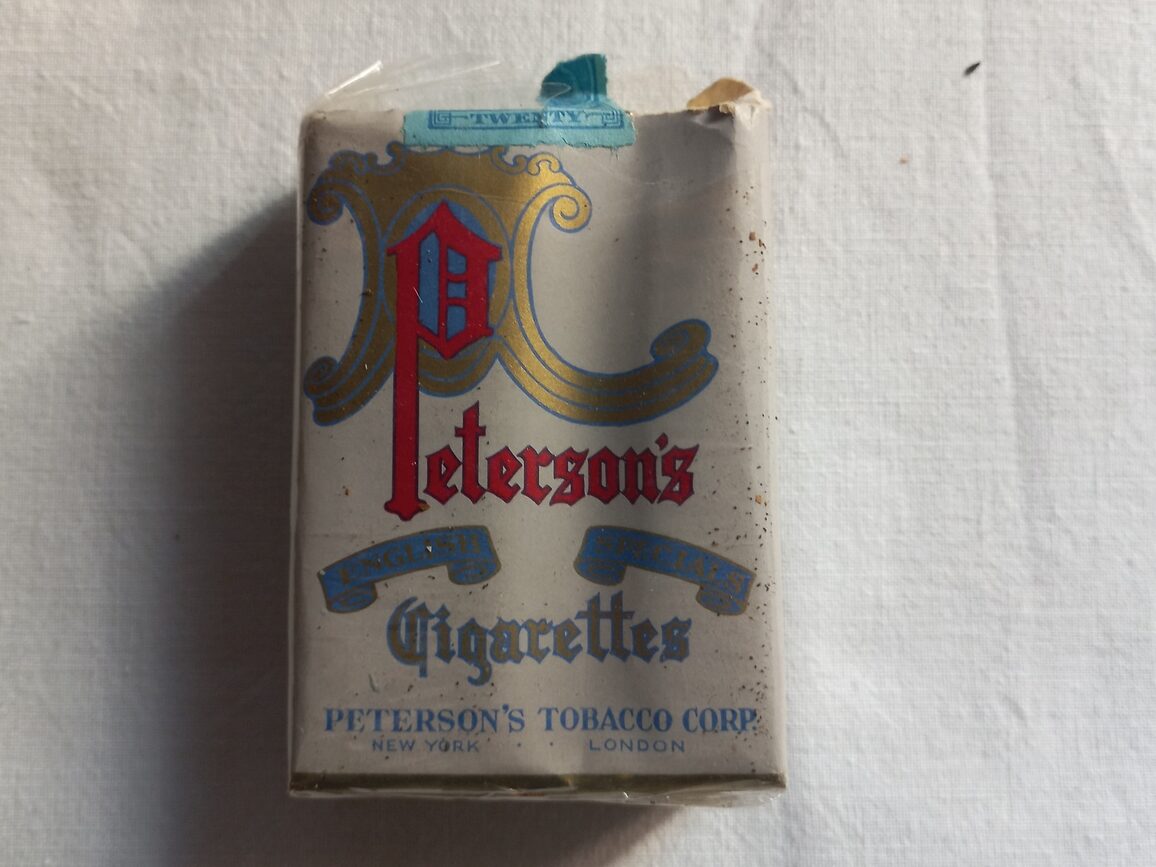 TWENTY
P
Peterson's
ENGLISH SPECIALS
Cigarettes
PETERSON'S TOBACCO CORP.
NEW YORK · · LONDON